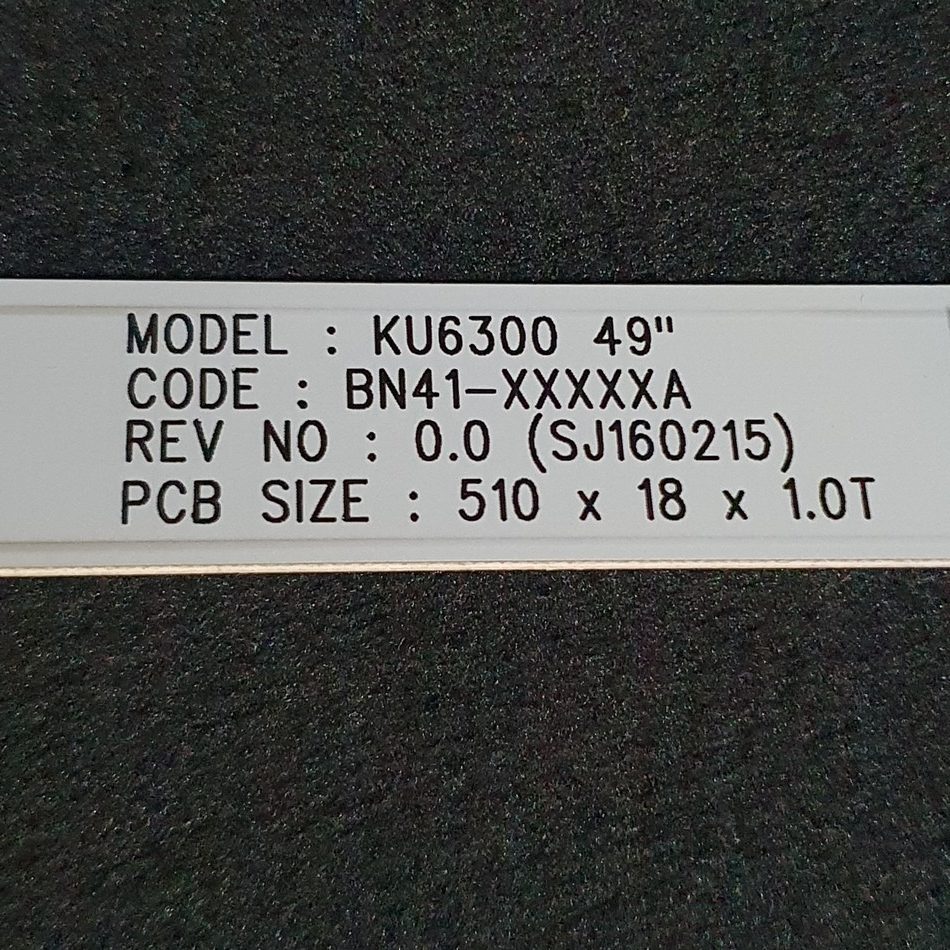 MODEL : KU6300 49"
CODE : BN41-XXXXXA
REV NO : 0.0 (SJ160215)
PCB SIZE : 510 x 18 x 1.0T